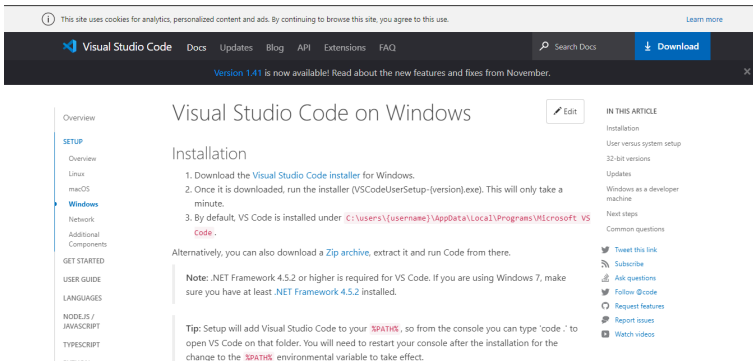 This site uses cookies for analytics, personalized content and ads. By continuing to browse this site, you agree to this use.
Learn more
Visual Studio Code Docs Updates Blog API Extensions FAQ
Search Docs
Download
Version 1.41 is now available! Read about the new features and fixes from November.
Overview
SETUP
Overview
Linux
macOS
Windows
Network
Additional
Components
GET STARTED
USER GUIDE
LANGUAGES
NODE.JS /
JAVASCRIPT
TYPESCRIPT
Visual Studio Code on Windows
Edit
Installation
1. Download the Visual Studio Code installer for Windows.
2. Once it is downloaded, run the installer (VSCodeUserSetup-{version}.exe). This will only take a
minute.
3. By default, VS Code is installed under C:\users\{username}\AppData\Local\Programs\Microsoft VS
Code.
Alternatively, you can also download a Zip archive, extract it and run Code from there.
Note: .NET Framework 4.5.2 or higher is required for VS Code. If you are using Windows 7, make
sure you have at least .NET Framework 4.5.2 installed.
Tip: Setup will add Visual Studio Code to your %PATH%, so from the console you can type 'code .' to
open VS Code on that folder. You will need to restart your console after the installation for the
change to the %PATH% environmental variable to take effect.
IN THIS ARTICLE
Installation
User versus system setup
32-bit versions
Updates
Windows as a developer
machine
Next steps
Common questions
Tweet this link
Subscribe
Ask questions
Follow @code
Request features
Report issues
Watch videos